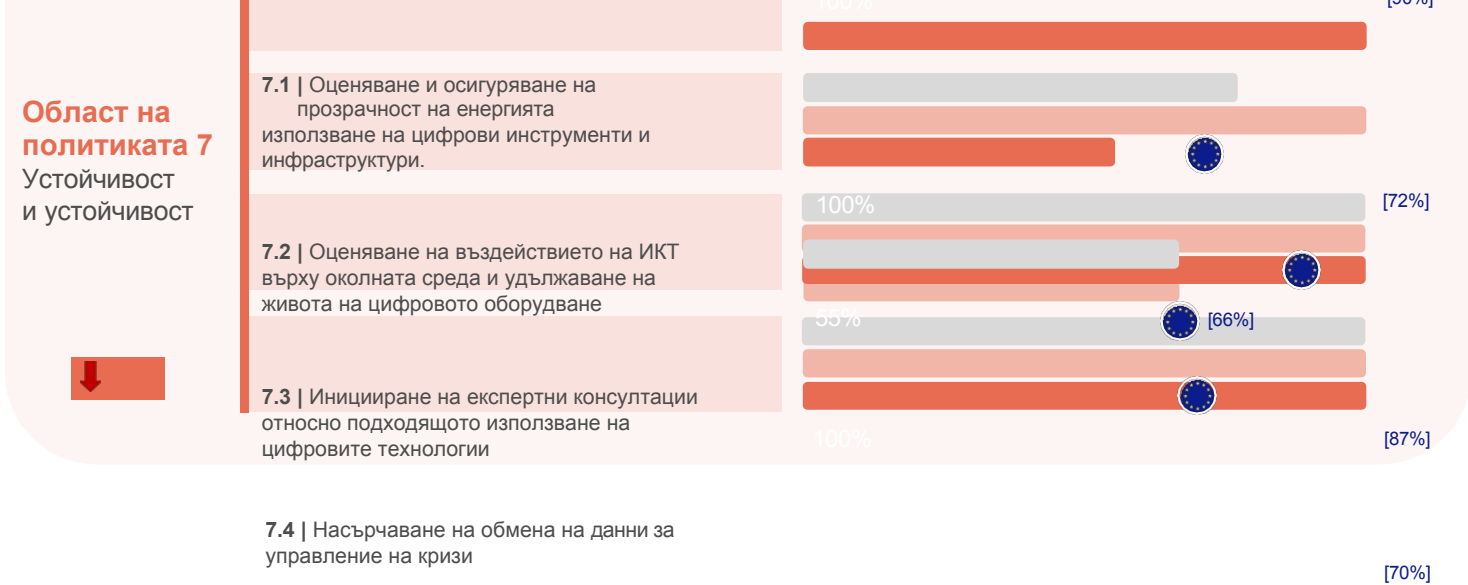 100%
[90%]
7.1 | Оценяване и осигуряване на
прозрачност на енергията
използване на цифрови инструменти и
инфраструктури.
Област на
политиката 7
Устойчивост
и устойчивост
100%
[72%]
7.2 | Оценяване на въздействието на ИКТ
върху околната среда и удължаване на
живота на цифровото оборудване
55%
[66%]
7.3 | Иницииране на експертни консултации
относно подходящото използване на
цифровите технологии
100%
[87%]
7.4 | Насърчаване на обмена на данни за
управление на кризи
[70%]